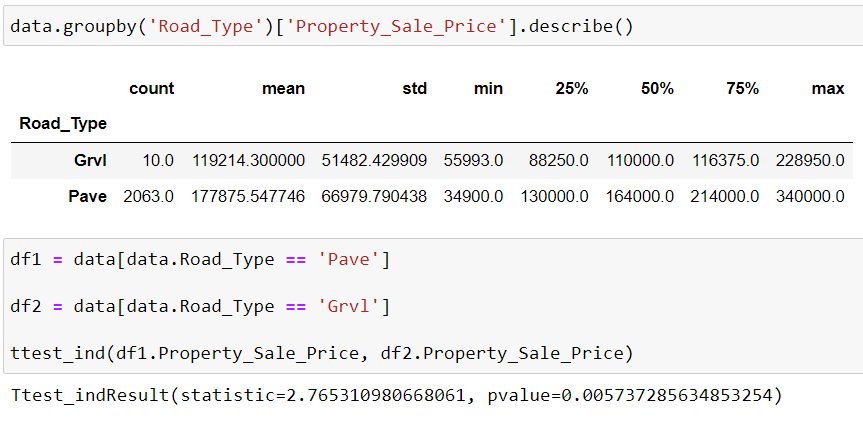 data.groupby('Road_Type')['Property_Sale_Price'].describe()
count mean std min 25% 50% 75% max
Road_Type
Grvl 10.0 119214.300000 51482.429909 55993.0 88250.0 110000.0 116375.0 228950.0
Pave 2063.0 177875.547746 66979.790438 34900.0 130000.0 164000.0 214000.0 340000.0
df1 = data[data.Road_Type == 'Pave']
df2 = data[data.Road_Type == 'Grvl']
ttest_ind(df1.Property_Sale_Price, df2.Property_Sale_Price)
Ttest_indResult(statistic=2.765310980668061, pvalue=0.005737285634853254)